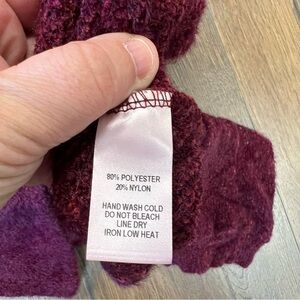 80% POLYESTER
20% NYLON
HAND WASH COLD
DO NOT BLEACH
LINE DRY
IRON LOW HEAT